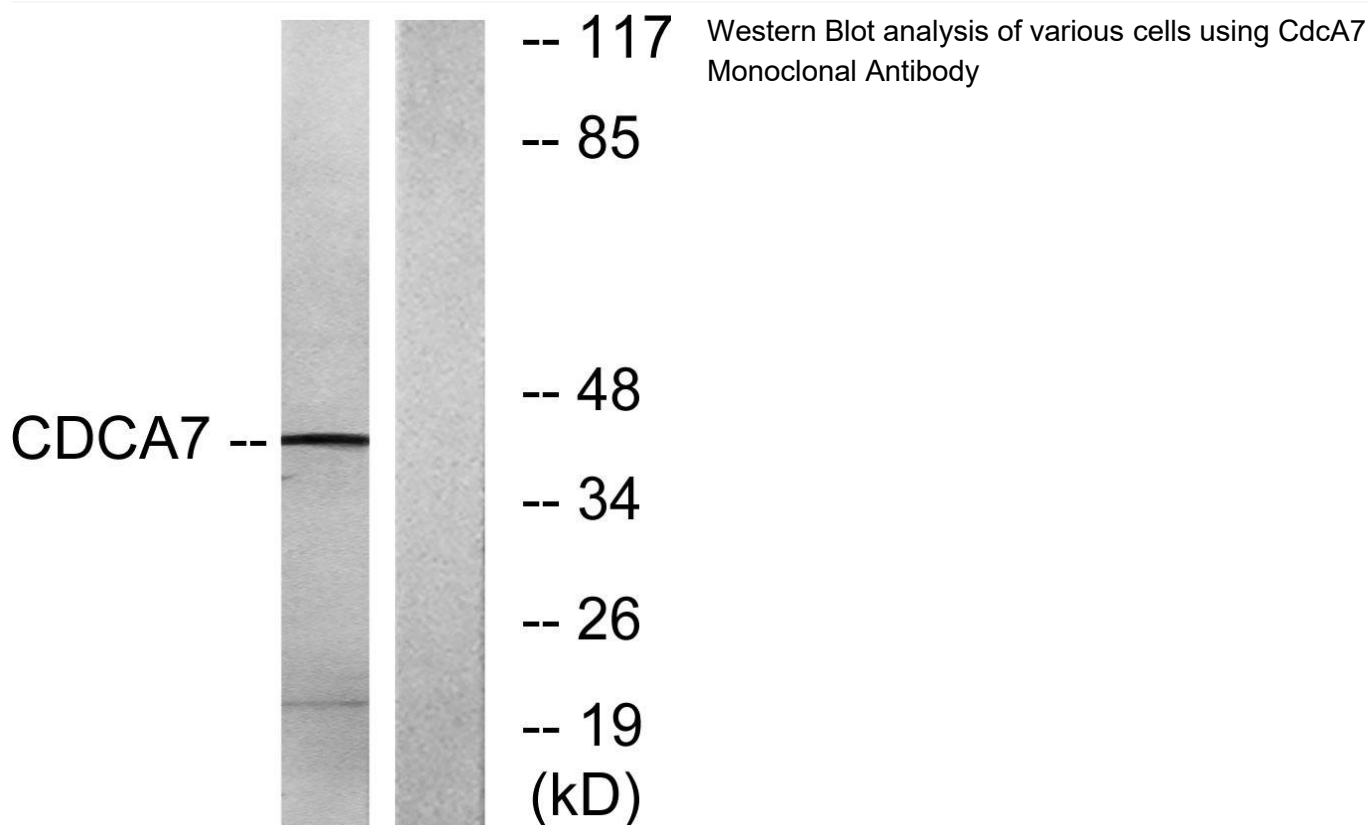 -- 117
Western Blot analysis of various cells using CdcA7
Monoclonal Antibody
-- 85
-- 48
CDCA7 --
-- 34
-- 26
-- 19
(kD)